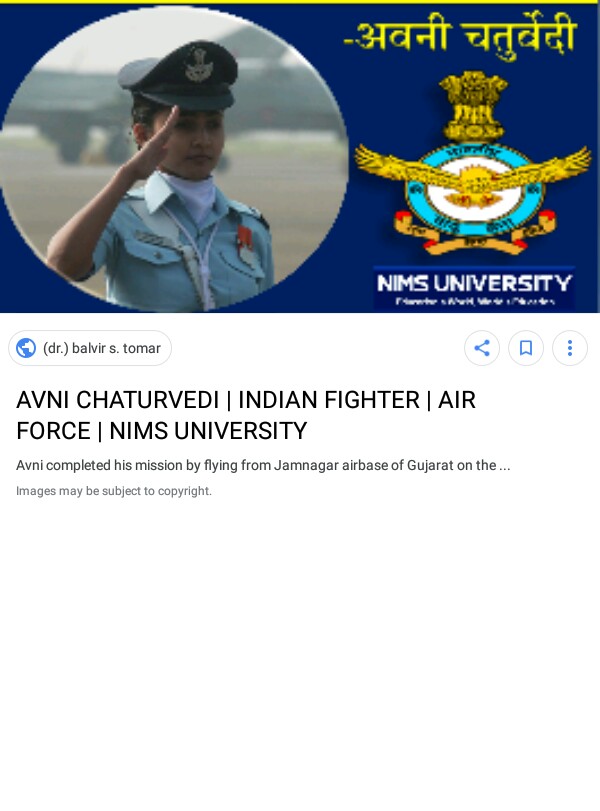 -अवनी चतुर्वेदी
NIMS UNIVERSITY
(dr.) balvir s. tomar
AVNI CHATURVEDI | INDIAN FIGHTER | AIR
FORCE | NIMS UNIVERSITY
Avni completed his mission by flying from Jamnagar airbase of Gujarat on the ...
Images may be subject to copyright.